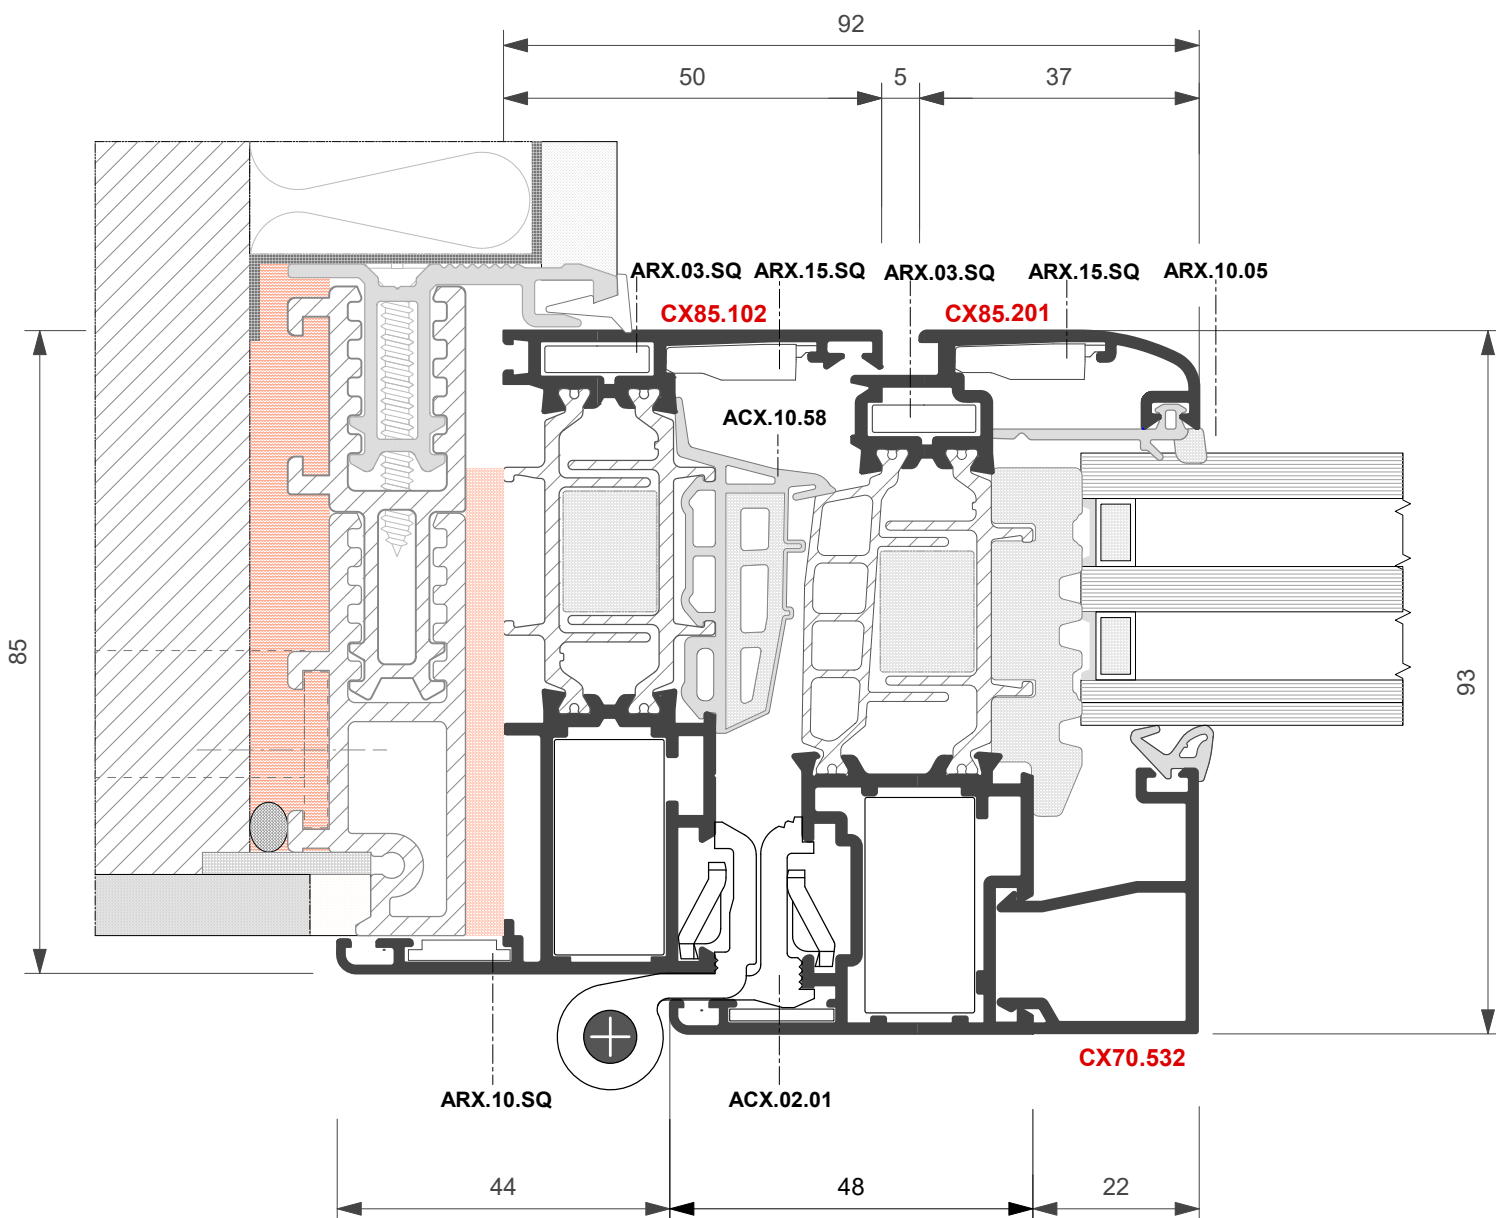 92
50 5 37
ARX.03.SQ ARX.15.SQ ARX.03.SQ ARX.15.SQ ARX.10.05
CX85.102 CX85.201
ACX.10.58
85
93
CX70.532
ARX.10.SQ ACX.02.01
44 48 22